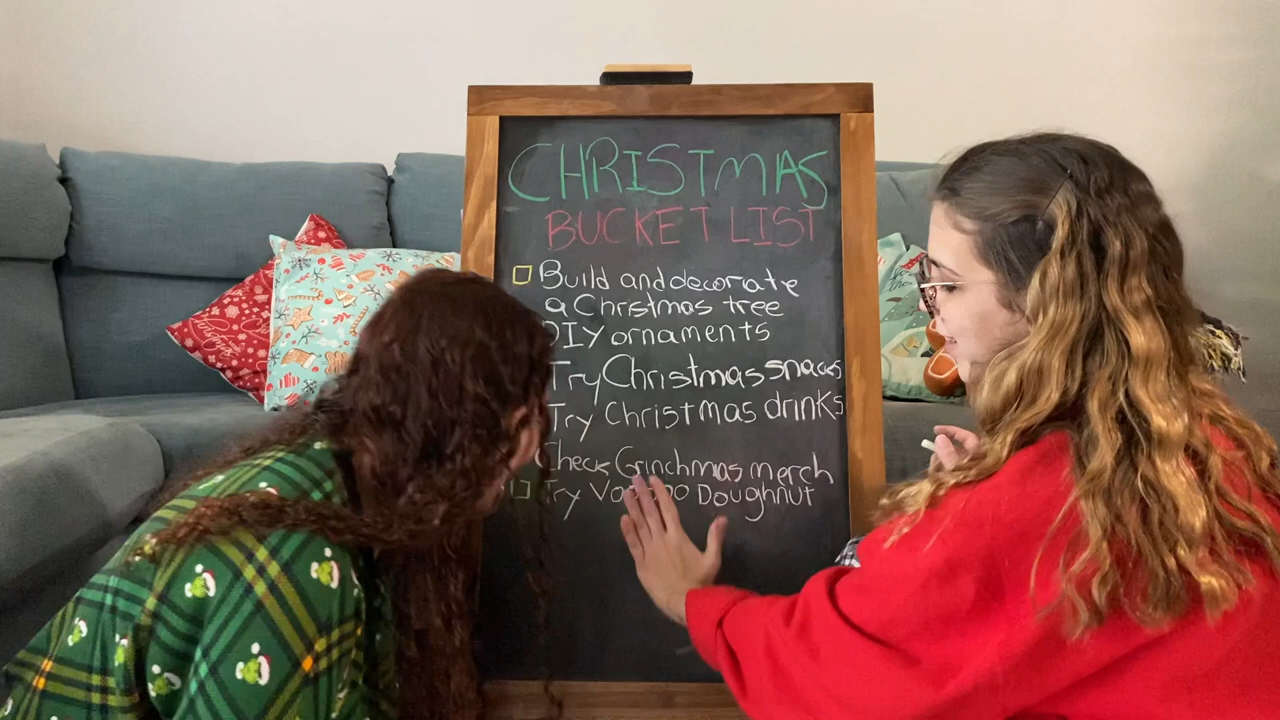 CHRISTMAS
BUCKET LIST
Build and decorate
a Christmas tree
DIY ornaments
Try Christmas snacks
Try Christmas drinks
Check Grinchmas merch
Try Doughnut